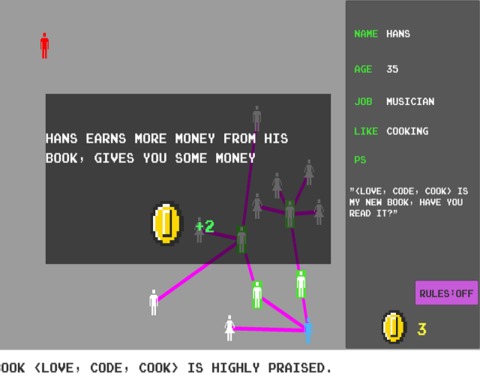 NAME HANS
AGE 35
JOB MUSICIAN
LIKE COOKING
PS
"<LOVE, CODE, COOK> IS
MY NEW BOOK, HAVE YOU
READ IT?"
HANS EARNS MORE MONEY FROM HIS
BOOK, GIVES YOU SOME MONEY
+2
RULES:OFF
3
OOK <LOVE, CODE, COOK> IS HIGHLY PRAISED.